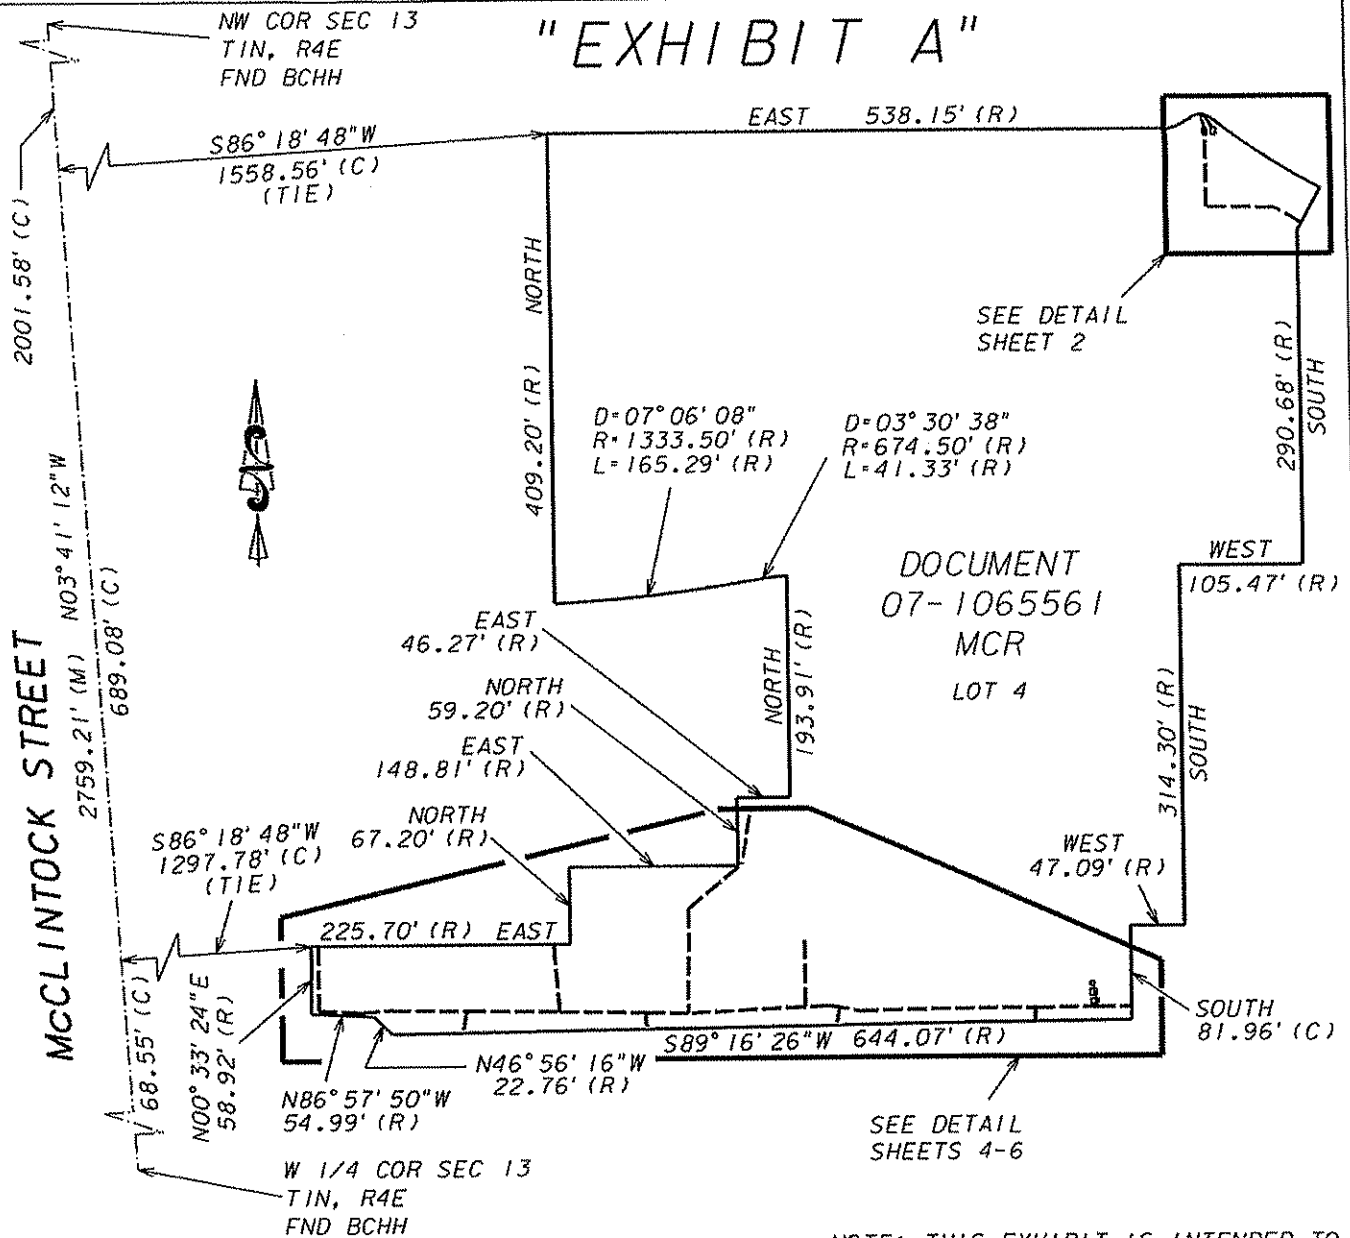 "EXHIBIT A"
NW COR SEC 13
T1N, R4E
FND BCHH
EAST 538.15' (R)
S86° 18' 48"W
1558.56' (C)
(TIE)
2001.58' (C)
NORTH
409.20' (R)
SEE DETAIL
SHEET 2
290.68' (R)
SOUTH
D=07° 06' 08"
R=1333.50' (R)
L=165.29' (R)
D=03° 30' 38"
R=674.50' (R)
L=41.33' (R)
WEST
105.47' (R)
DOCUMENT
07-1065561
MCR
LOT 4
MCCLINTOCK STREET
2759.21' (M) N03° 41' 12"W
689.08' (C)
EAST
46.27' (R)
NORTH
193.91' (R)
NORTH
59.20' (R)
EAST
148.81' (R)
NORTH
67.20' (R)
314.30' (R)
SOUTH
S86° 18' 48"W
1297.78' (C)
(TIE)
WEST
47.09' (R)
225.70' (R) EAST
68.55' (C)
N00° 33' 24"E
58.92' (R)
SOUTH
81.96' (C)
S89° 16' 26"W 644.07' (R)
N46° 56' 16"W
22.76' (R)
N86° 57' 50"W
54.99' (R)
SEE DETAIL
SHEETS 4-6
W 1/4 COR SEC 13
T1N, R4E
FND BCHH
NOTE: THIS EXHIBIT IS INTENDED TO